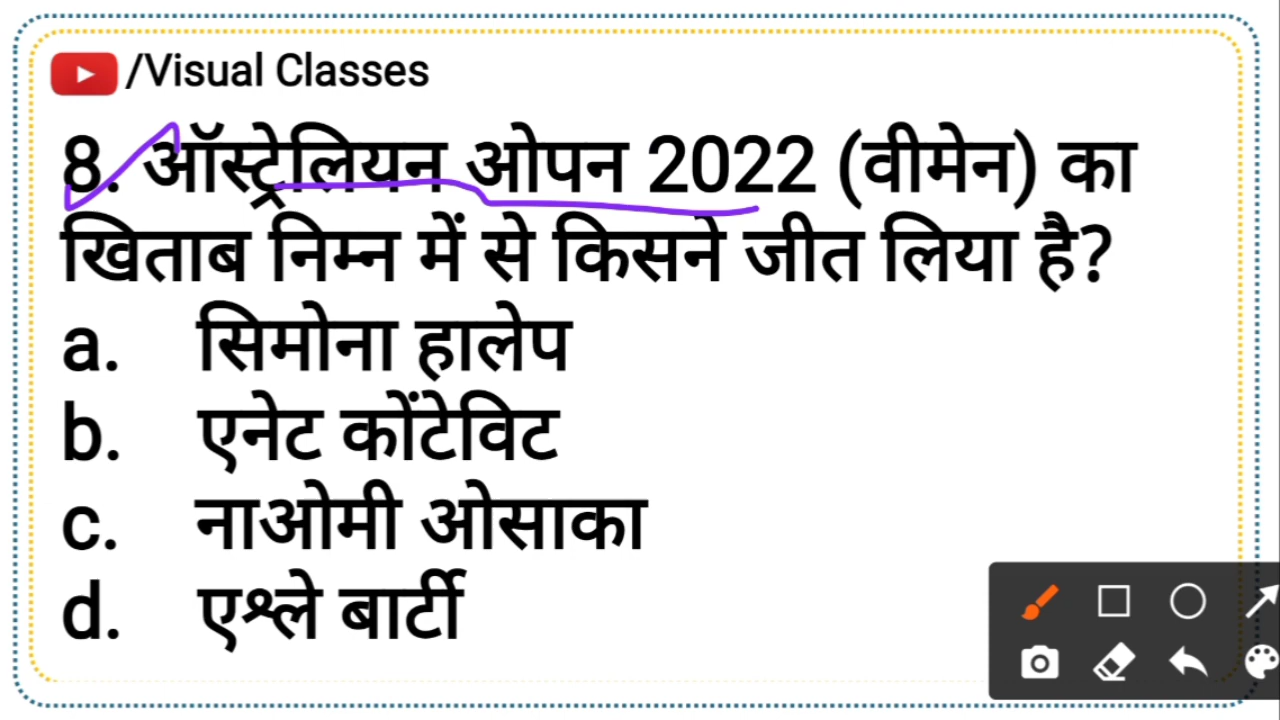 /Visual Classes
8. ऑस्ट्रेलियन ओपन 2022 (वीमेन) का
खिताब निम्न में से किसने जीत लिया है?
a. सिमोना हालेप
b. एनेट कोंटेविट
c. नाओमी ओसाका
d. एश्ले बार्टी